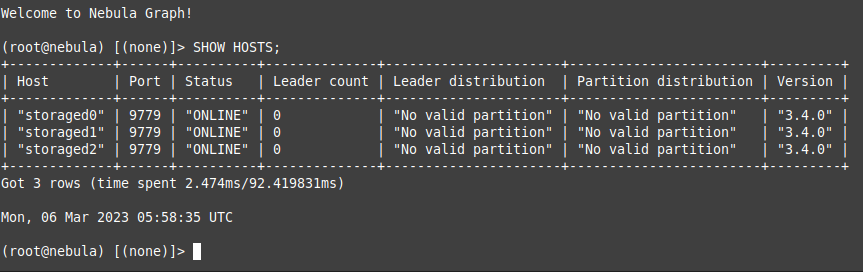 Welcome to Nebula Graph!
(root@nebula) [(none)]> SHOW HOSTS;
+-------------+------+----------+--------------+----------------------+------------------------+---------+
| Host        | Port | Status   | Leader count | Leader distribution  | Partition distribution | Version |
+-------------+------+----------+--------------+----------------------+------------------------+---------+
| "storaged0" | 9779 | "ONLINE" | 0            | "No valid partition" | "No valid partition"   | "3.4.0" |
| "storaged1" | 9779 | "ONLINE" | 0            | "No valid partition" | "No valid partition"   | "3.4.0" |
| "storaged2" | 9779 | "ONLINE" | 0            | "No valid partition" | "No valid partition"   | "3.4.0" |
+-------------+------+----------+--------------+----------------------+------------------------+---------+
Got 3 rows (time spent 2.474ms/92.419831ms)
Mon, 06 Mar 2023 05:58:35 UTC
(root@nebula) [(none)]>